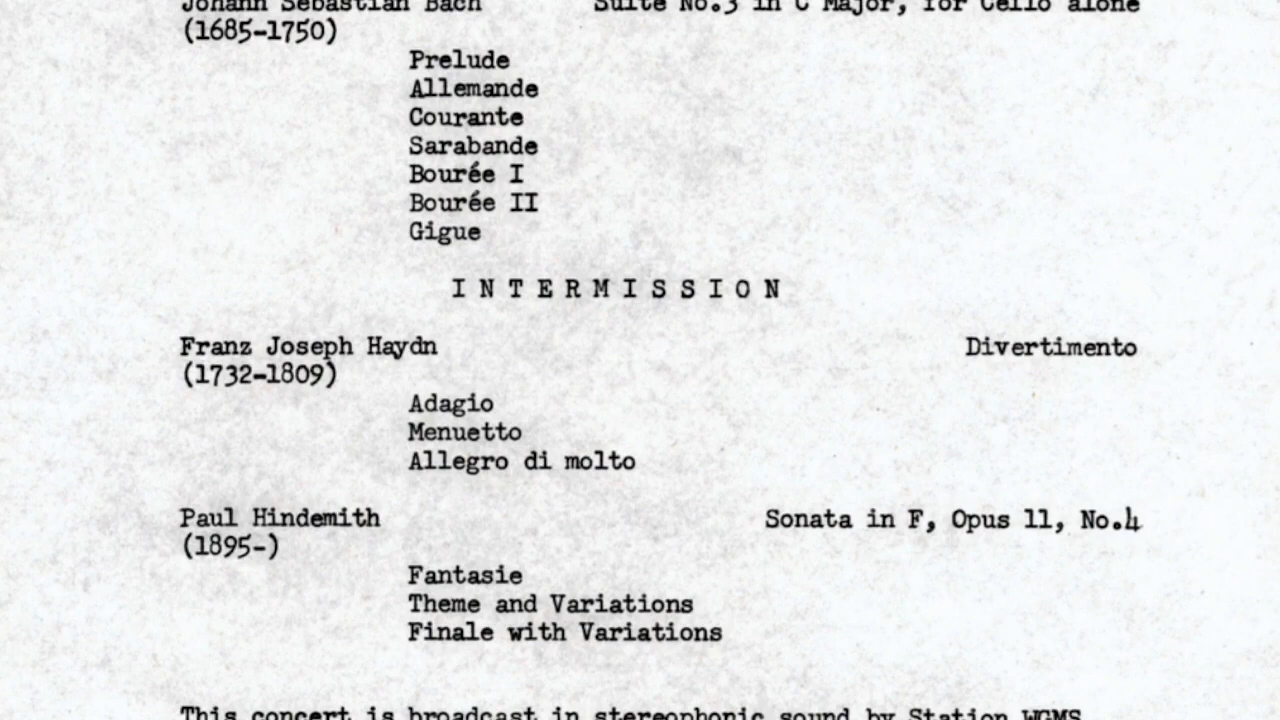 Johann Sebastian Bach Suite No.3 in C Major, for Cello alone
(1685-1750)
Prelude
Allemande
Courante
Sarabande
Bourée I
Bourée II
Gigue
I N T E R M I S S I O N
Franz Joseph Haydn Divertimento
(1732-1809)
Adagio
Menuetto
Allegro di molto
Paul Hindemith Sonata in F, Opus 11, No.4
(1895-)
Fantasie
Theme and Variations
Finale with Variations
This concert is broadcast in stereophonic sound by Station WGMS